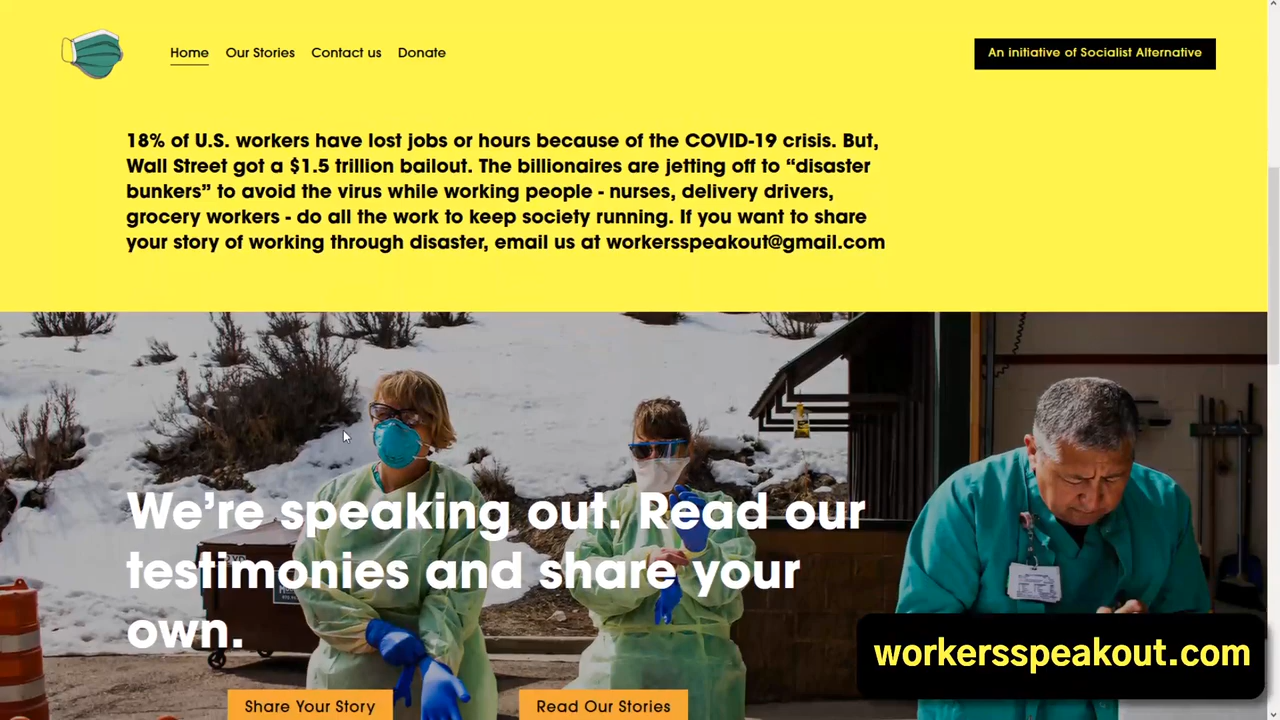 Home Our Stories Contact us Donate
An initiative of Socialist Alternative
18% of U.S. workers have lost jobs or hours because of the COVID-19 crisis. But,
Wall Street got a $1.5 trillion bailout. The billionaires are jetting off to “disaster
bunkers” to avoid the virus while working people - nurses, delivery drivers,
grocery workers - do all the work to keep society running. If you want to share
your story of working through disaster, email us at workersspeakout@gmail.com
We’re speaking out. Read our
testimonies and share your
own.
Share Your Story
Read Our Stories
workersspeakout.com